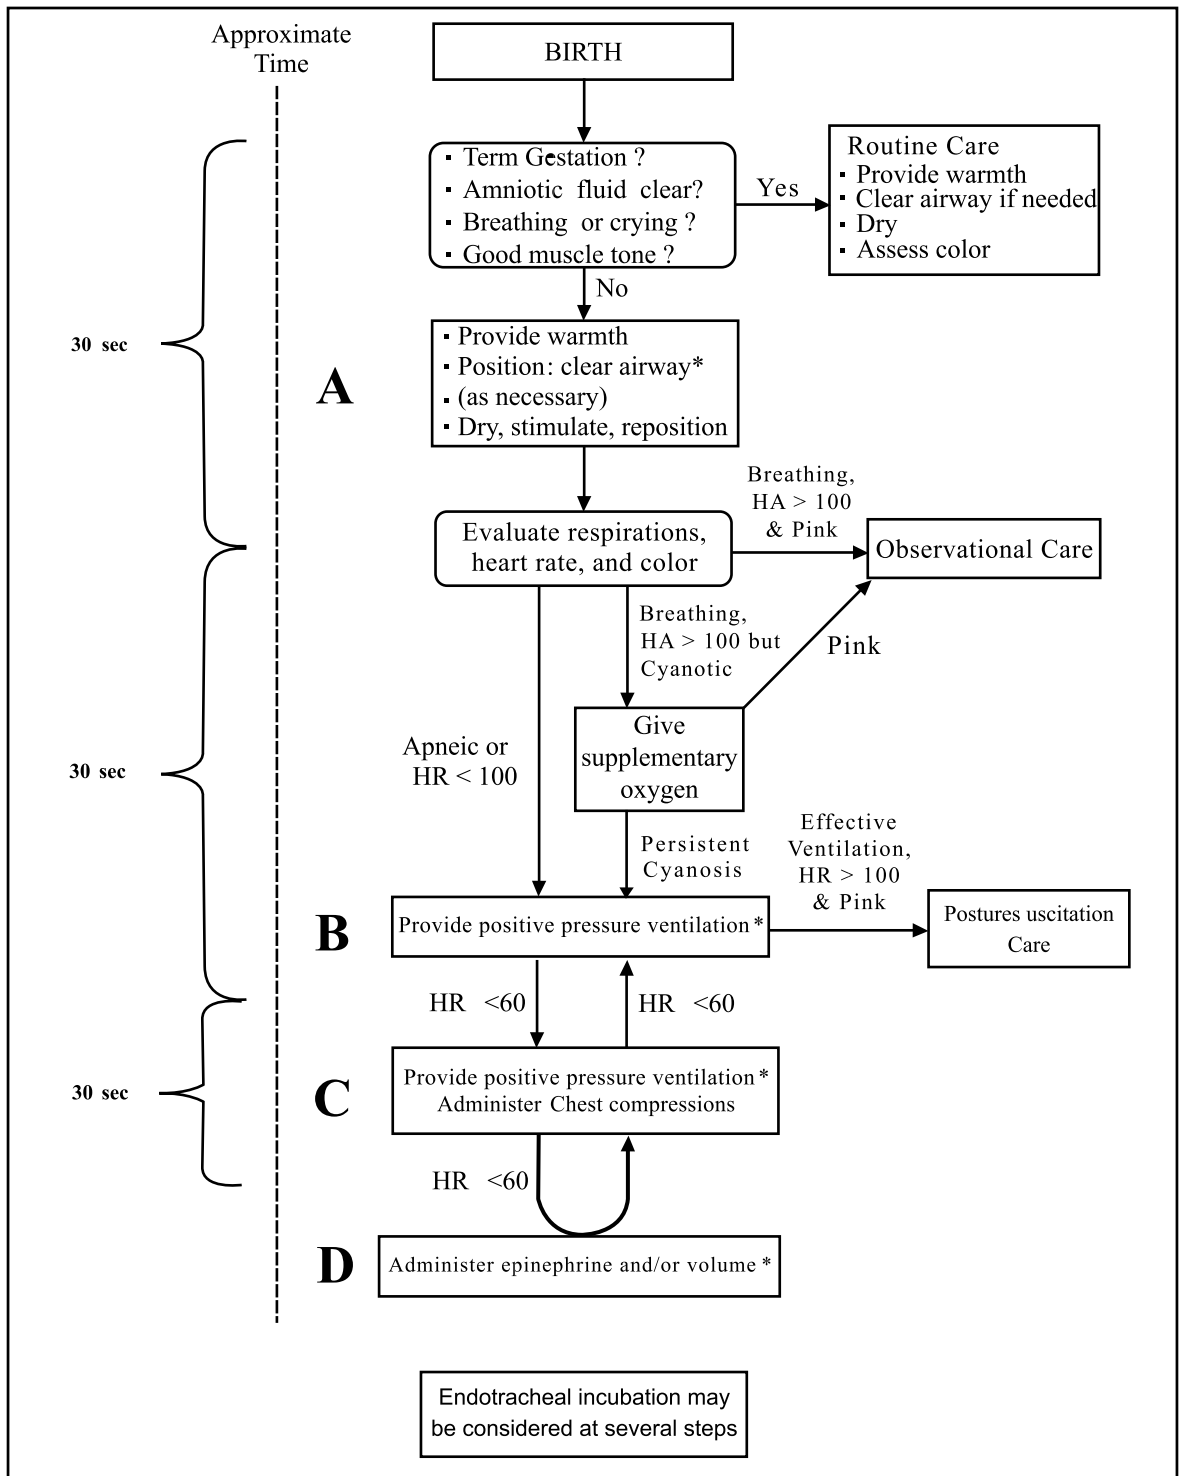 Approximate
Time
BIRTH
▪ Term Gestation ?
▪ Amniotic fluid clear?
▪ Breathing or crying ?
▪ Good muscle tone ?
Yes
Routine Care
▪ Provide warmth
▪ Clear airway if needed
▪ Dry
▪ Assess color
No
30 sec
A
▪ Provide warmth
▪ Position: clear airway*
▪ (as necessary)
▪ Dry, stimulate, reposition
Breathing,
HA > 100
& Pink
Evaluate respirations,
heart rate, and color
Observational Care
Breathing,
HA > 100 but
Cyanotic
Pink
30 sec
Apneic or
HR < 100
Give
supplementary
oxygen
Persistent
Cyanosis
Effective
Ventilation,
HR > 100
& Pink
B
Provide positive pressure ventilation *
Postures uscitation
Care
HR <60
HR <60
30 sec
C
Provide positive pressure ventilation *
Administer Chest compressions
HR <60
D
Administer epinephrine and/or volume *
Endotracheal incubation may
be considered at several steps